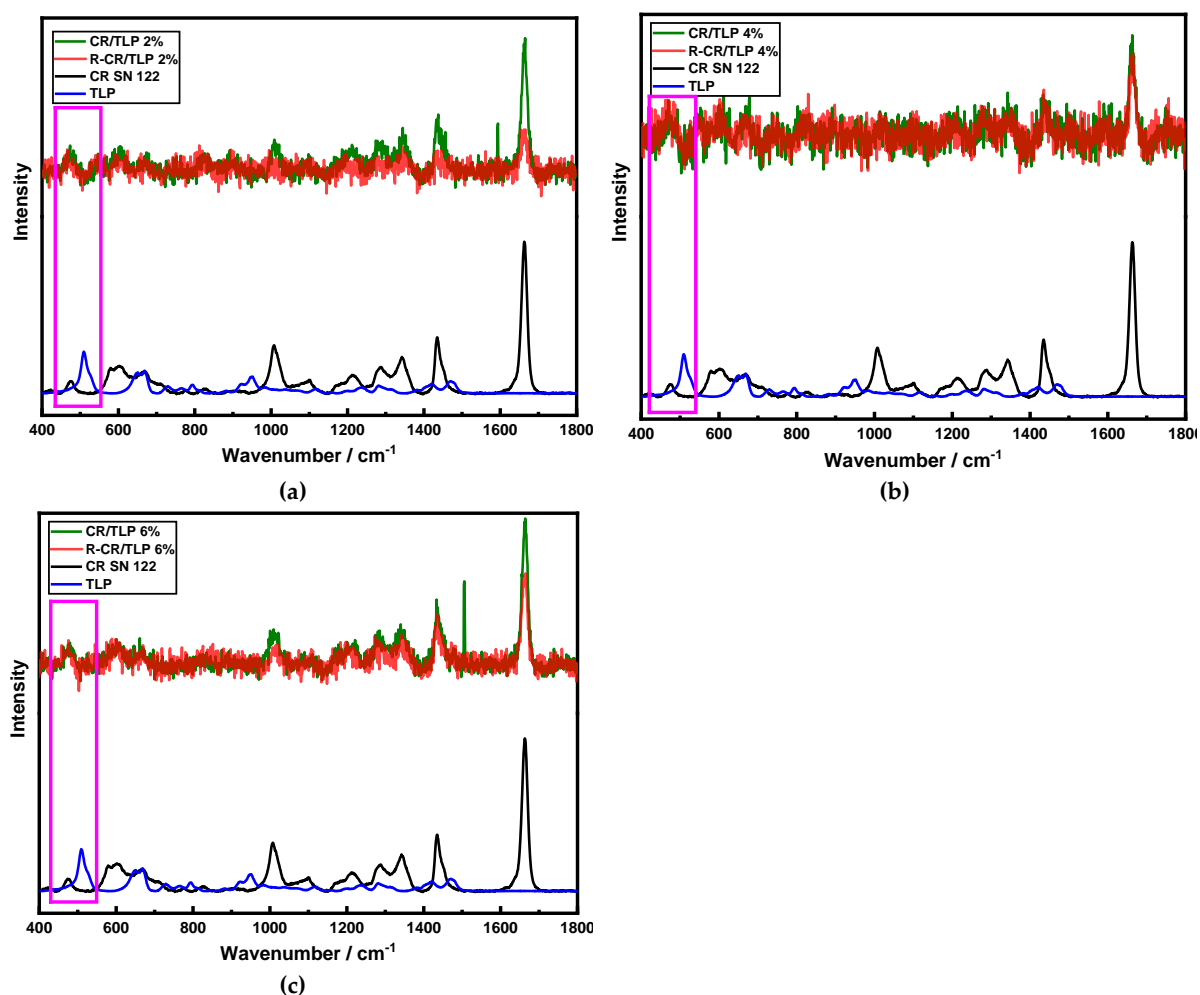 CR/TLP 2%
R-CR/TLP 2%
CR SN 122
TLP
Intensity
400 600 800 1000 1200 1400 1600 1800
Wavenumber / cm-1
(a)
CR/TLP 4%
R-CR/TLP 4%
CR SN 122
TLP
Intensity
400 600 800 1000 1200 1400 1600 1800
Wavenumber / cm-1
(b)
CR/TLP 6%
R-CR/TLP 6%
CR SN 122
TLP
Intensity
400 600 800 1000 1200 1400 1600 1800
Wavenumber / cm-1
(c)